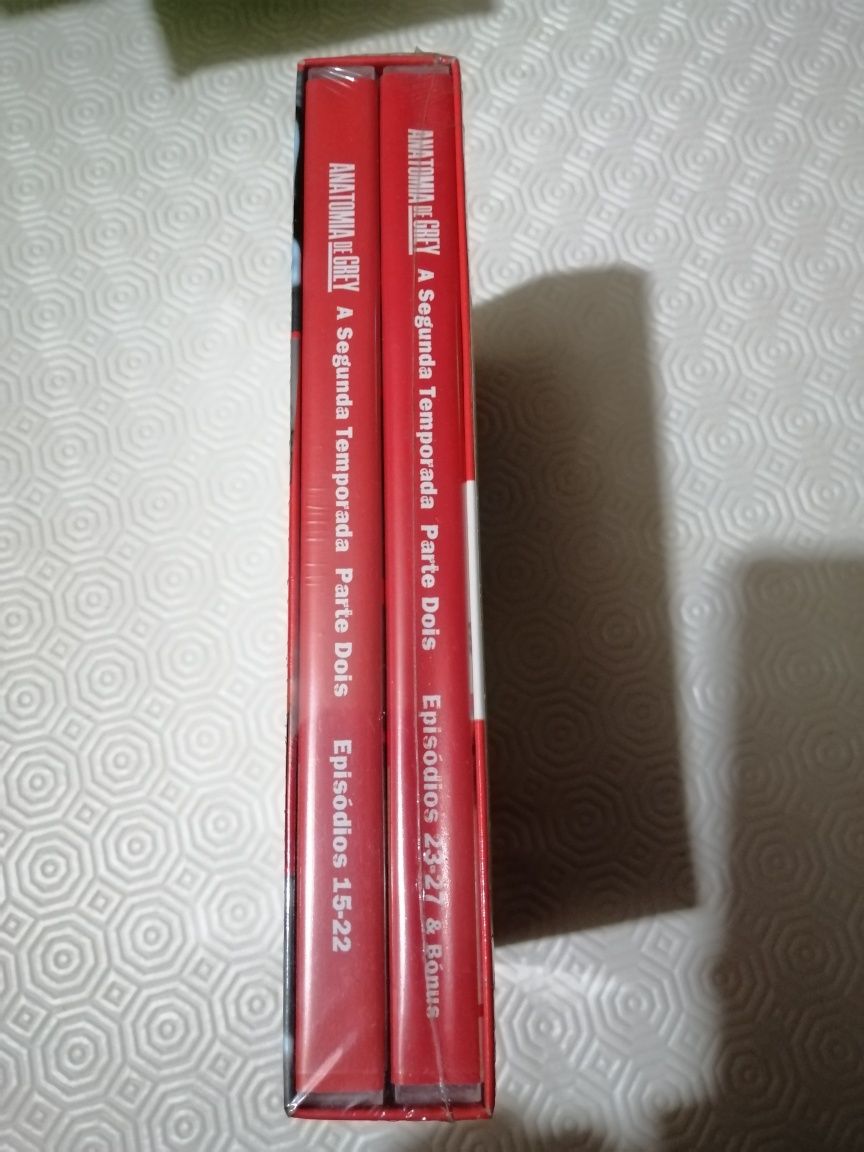 ANATOMIA DE GREY A Segunda Temporada Parte Dois Episódios 15-22
ANATOMIA DE GREY A Segunda Temporada Parte Dois Episódios 23-27 & Bónus